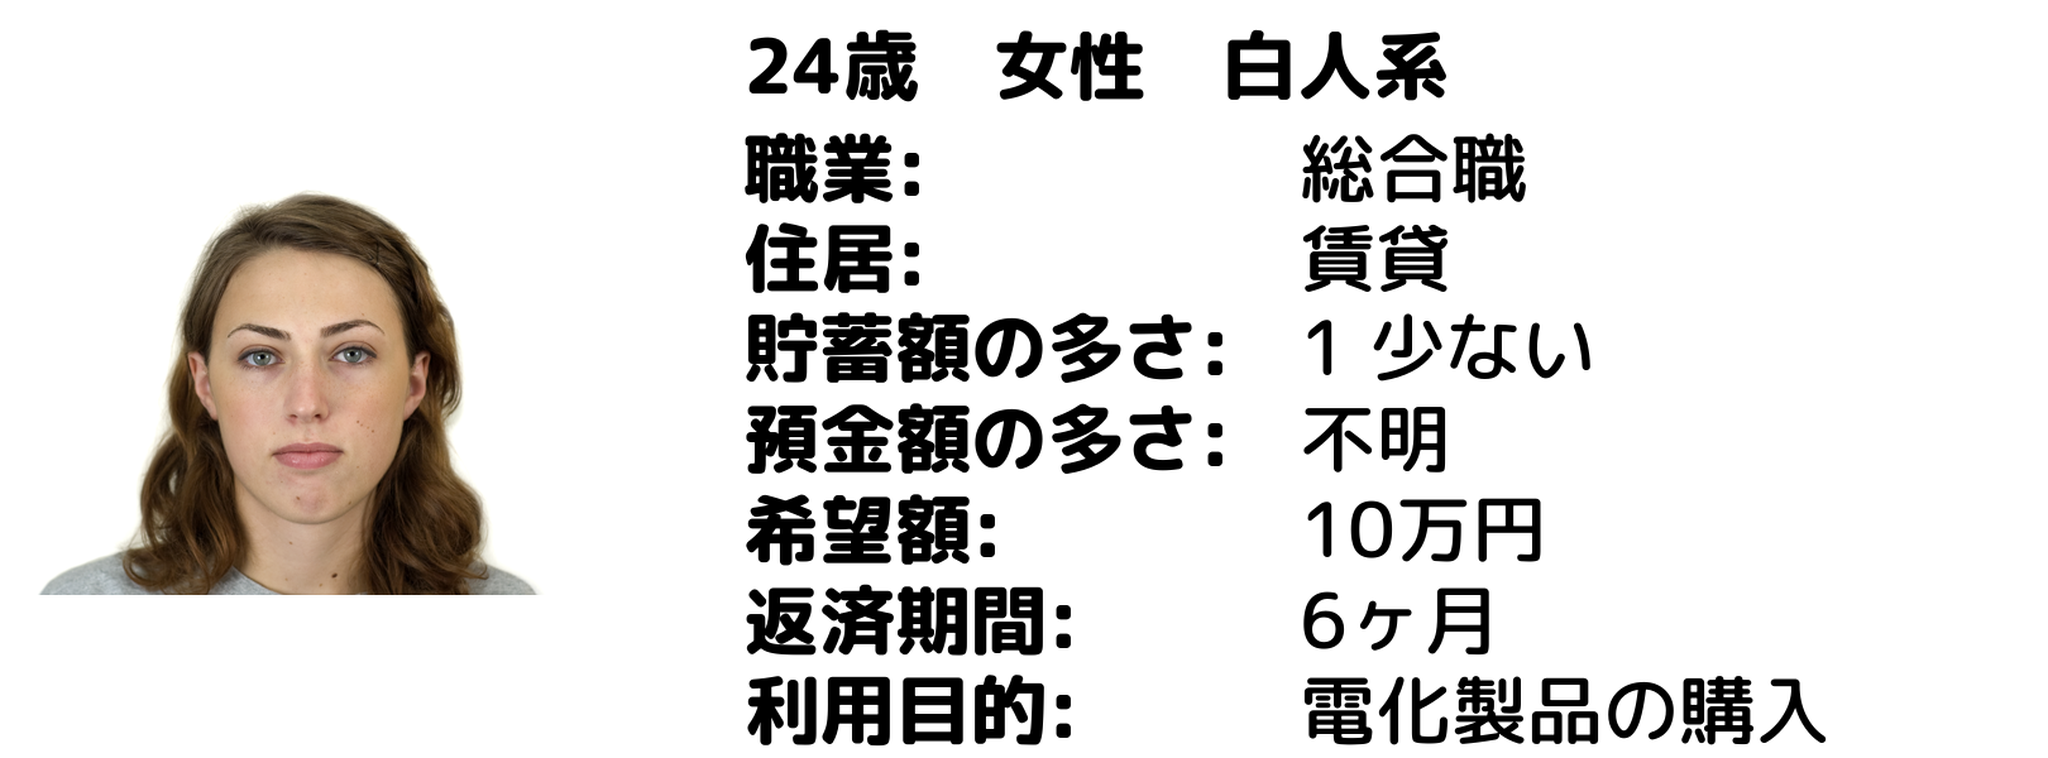 24歳　女性　白人系
職業: 総合職
住居: 賃貸
貯蓄額の多さ: 1 少ない
預金額の多さ: 不明
希望額: 10万円
返済期間: 6ヶ月
利用目的: 電化製品の購入